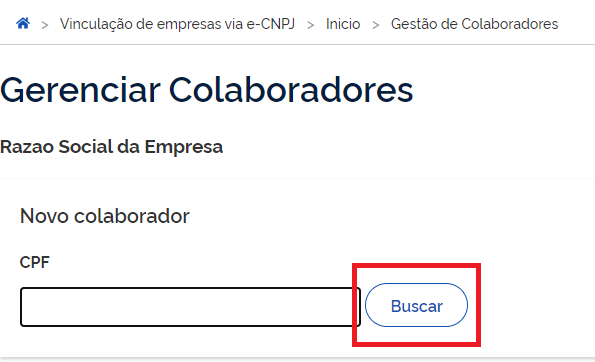 > Vinculação de empresas via e-CNPJ > Inicio > Gestão de Colaboradores
Gerenciar Colaboradores
Razao Social da Empresa
Novo colaborador
CPF
Buscar